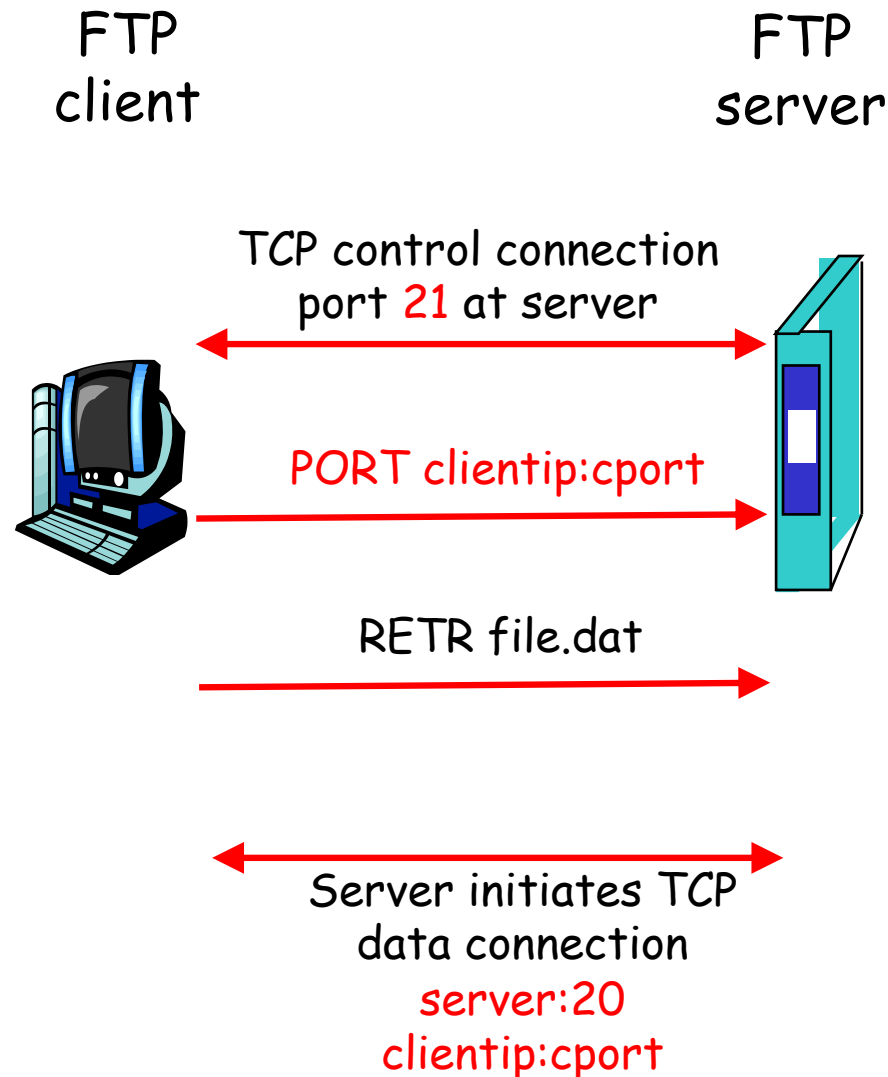 FTP
client
FTP
server
TCP control connection
port 21 at server
PORT clientip:cport
RETR file.dat
Server initiates TCP
data connection
server:20
clientip:cport